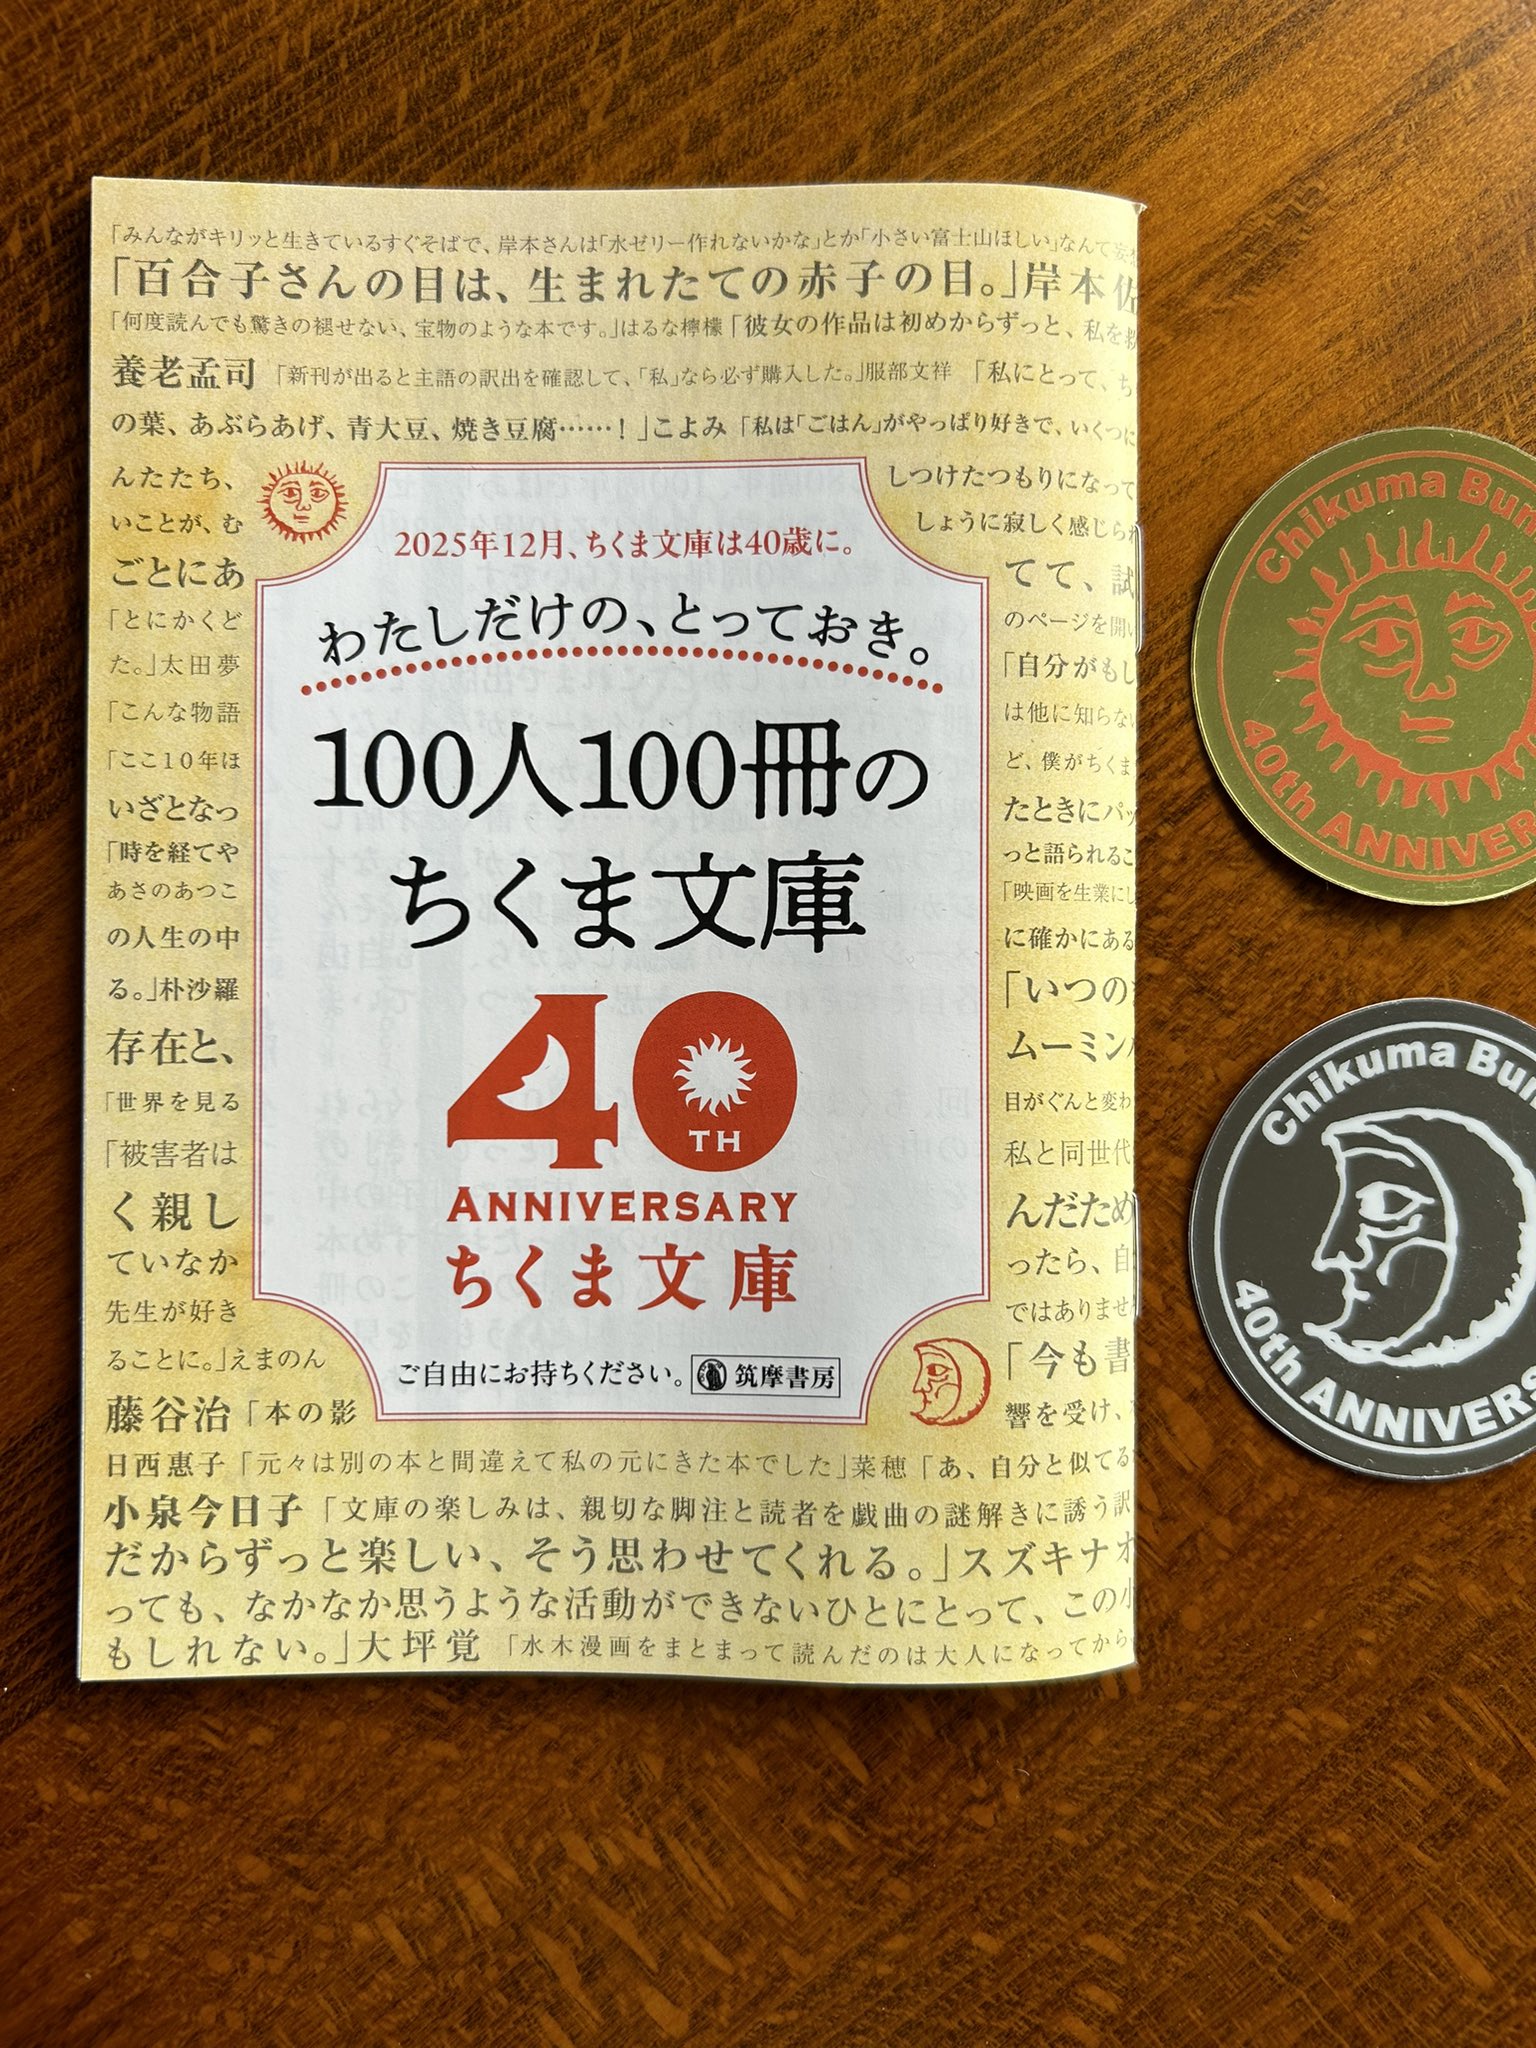 「みんながキリッと生きているすぐそばで、岸本さんは「水ゼリー作れないかな」とか「小さい富士山ほしい」なんて妄
「百合子さんの目は、生まれたての赤子の目。」岸本佐
「何度読んでも驚きの褪せない、宝物のような本です。」はるな檸檬「彼女の作品は初めからずっと、私を救
養老孟司「新刊が出ると主語の訳出を確認して、「私」なら必ず購入した。」服部文祥「私にとって、ち
の葉、あぶらあげ、青大豆、焼き豆腐……！」こよみ「私は「ごはん」がやっぱり好きで、いくつに
んたたち、
いことが、む
ごとにあ
「とにかくど
た。」太田夢
「こんな物語
「ここ10年ほ
いざとなっ
「時を経てや
あさのあつこ
の人生の中
る。」朴沙羅
存在と、
「世界を見る
「被害者は
く親し
ていなか
先生が好き
ることに。」えまのん
藤谷治「本の影
2025年12月、ちくま文庫は40歳に。
わたしだけの、とっておき。
100人100冊の
ちくま文庫
40TH
ANNIVERSARY
ちくま文庫
ご自由にお持ちください。筑摩書房
しつけたつもりになって
しょうに寂しく感じられ
てて、試
のページを開い
「自分がもし
は他に知らない
ど、僕がちくま
たときにパッ
っと語られるこ
「映画を生業にし
に確かにある
「いつの
ムーミン
目がぐんと変わ
私と同世代
んだため
ったら、自
ではありませ
「今も書
響を受け、
日西惠子「元々は別の本と間違えて私の元にきた本でした」菜穂「あ、自分と似てる
小泉今日子「文庫の楽しみは、親切な脚注と読者を戯曲の謎解きに誘う訳
だからずっと楽しい、そう思わせてくれる。」スズキナオ
っても、なかなか思うような活動ができないひとにとって、この小
もしれない。」大坪覚「水木漫画をまとまって読んだのは大人になってから
Chikuma Bun
40th ANNIVER
Chikuma Bun
40th ANNIVERS